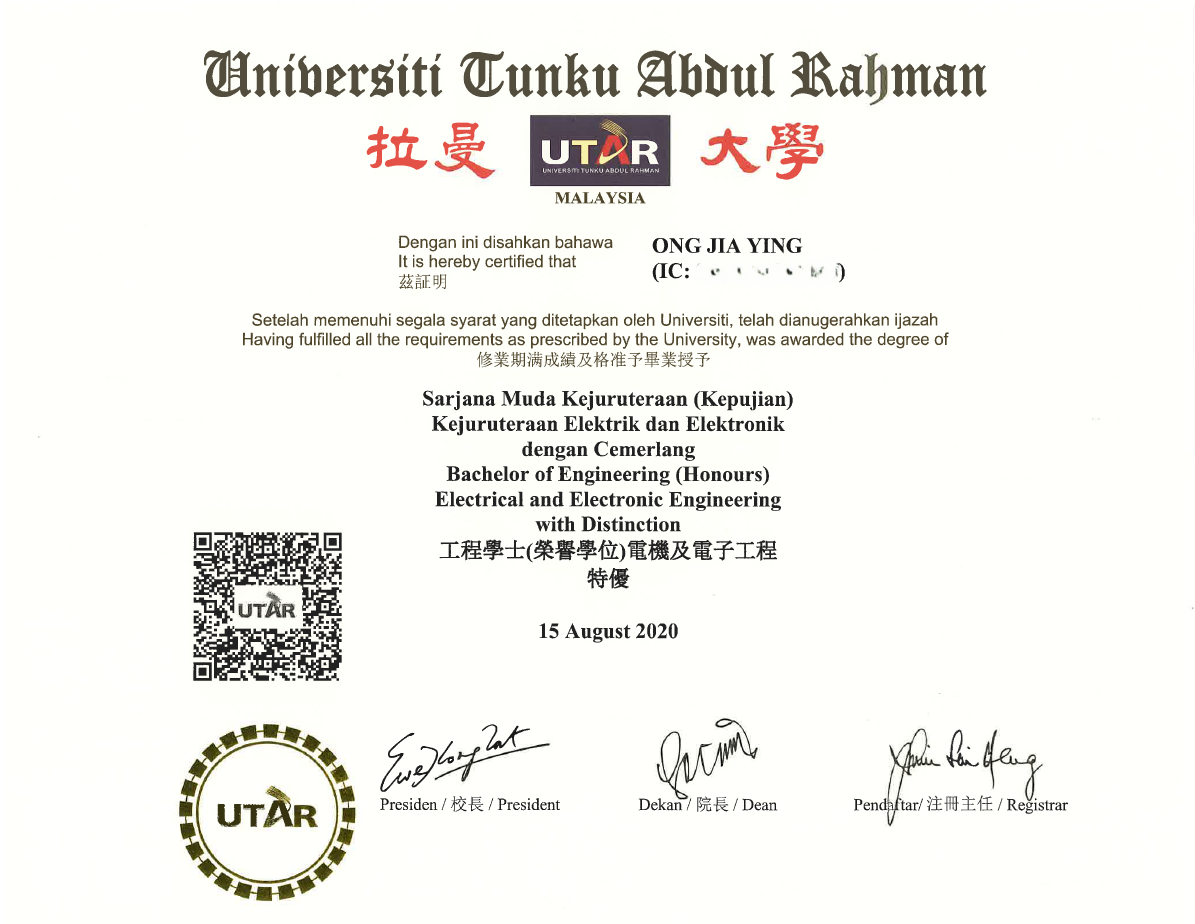 Universiti Tunku Abdul Rahman
拉曼 UTAR 大學
UNIVERSITI TUNKU ABDUL RAHMAN
MALAYSIA
Dengan ini disahkan bahawa ONG JIA YING
It is hereby certified that (IC: )
茲証明
Setelah memenuhi segala syarat yang ditetapkan oleh Universiti, telah dianugerahkan ijazah
Having fulfilled all the requirements as prescribed by the University, was awarded the degree of
修業期满成績及格准予畢業授予
Sarjana Muda Kejuruteraan (Kepujian)
Kejuruteraan Elektrik dan Elektronik
dengan Cemerlang
Bachelor of Engineering (Honours)
Electrical and Electronic Engineering
with Distinction
工程學士(榮譽學位)電機及電子工程
特優
UTAR
15 August 2020
UTAR
Presiden / 校長 / President
Dekan / 院長 / Dean
Pendaftar/ 注冊主任 / Registrar